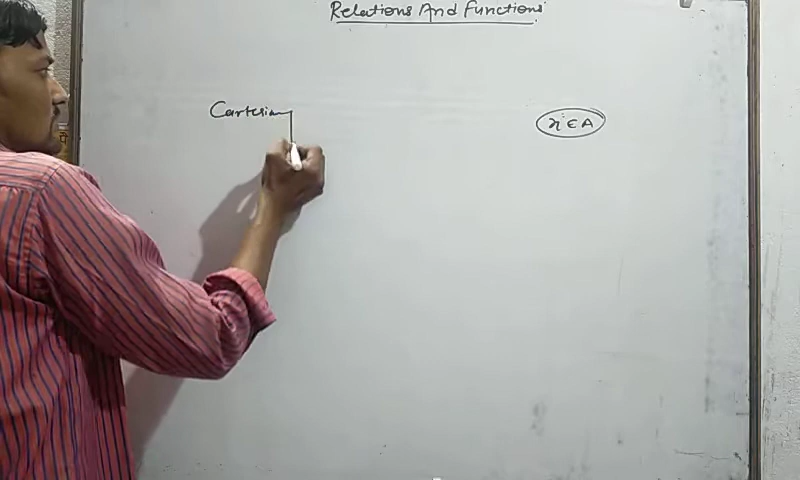 Relations And Functions
Cartesian
x ∈ A